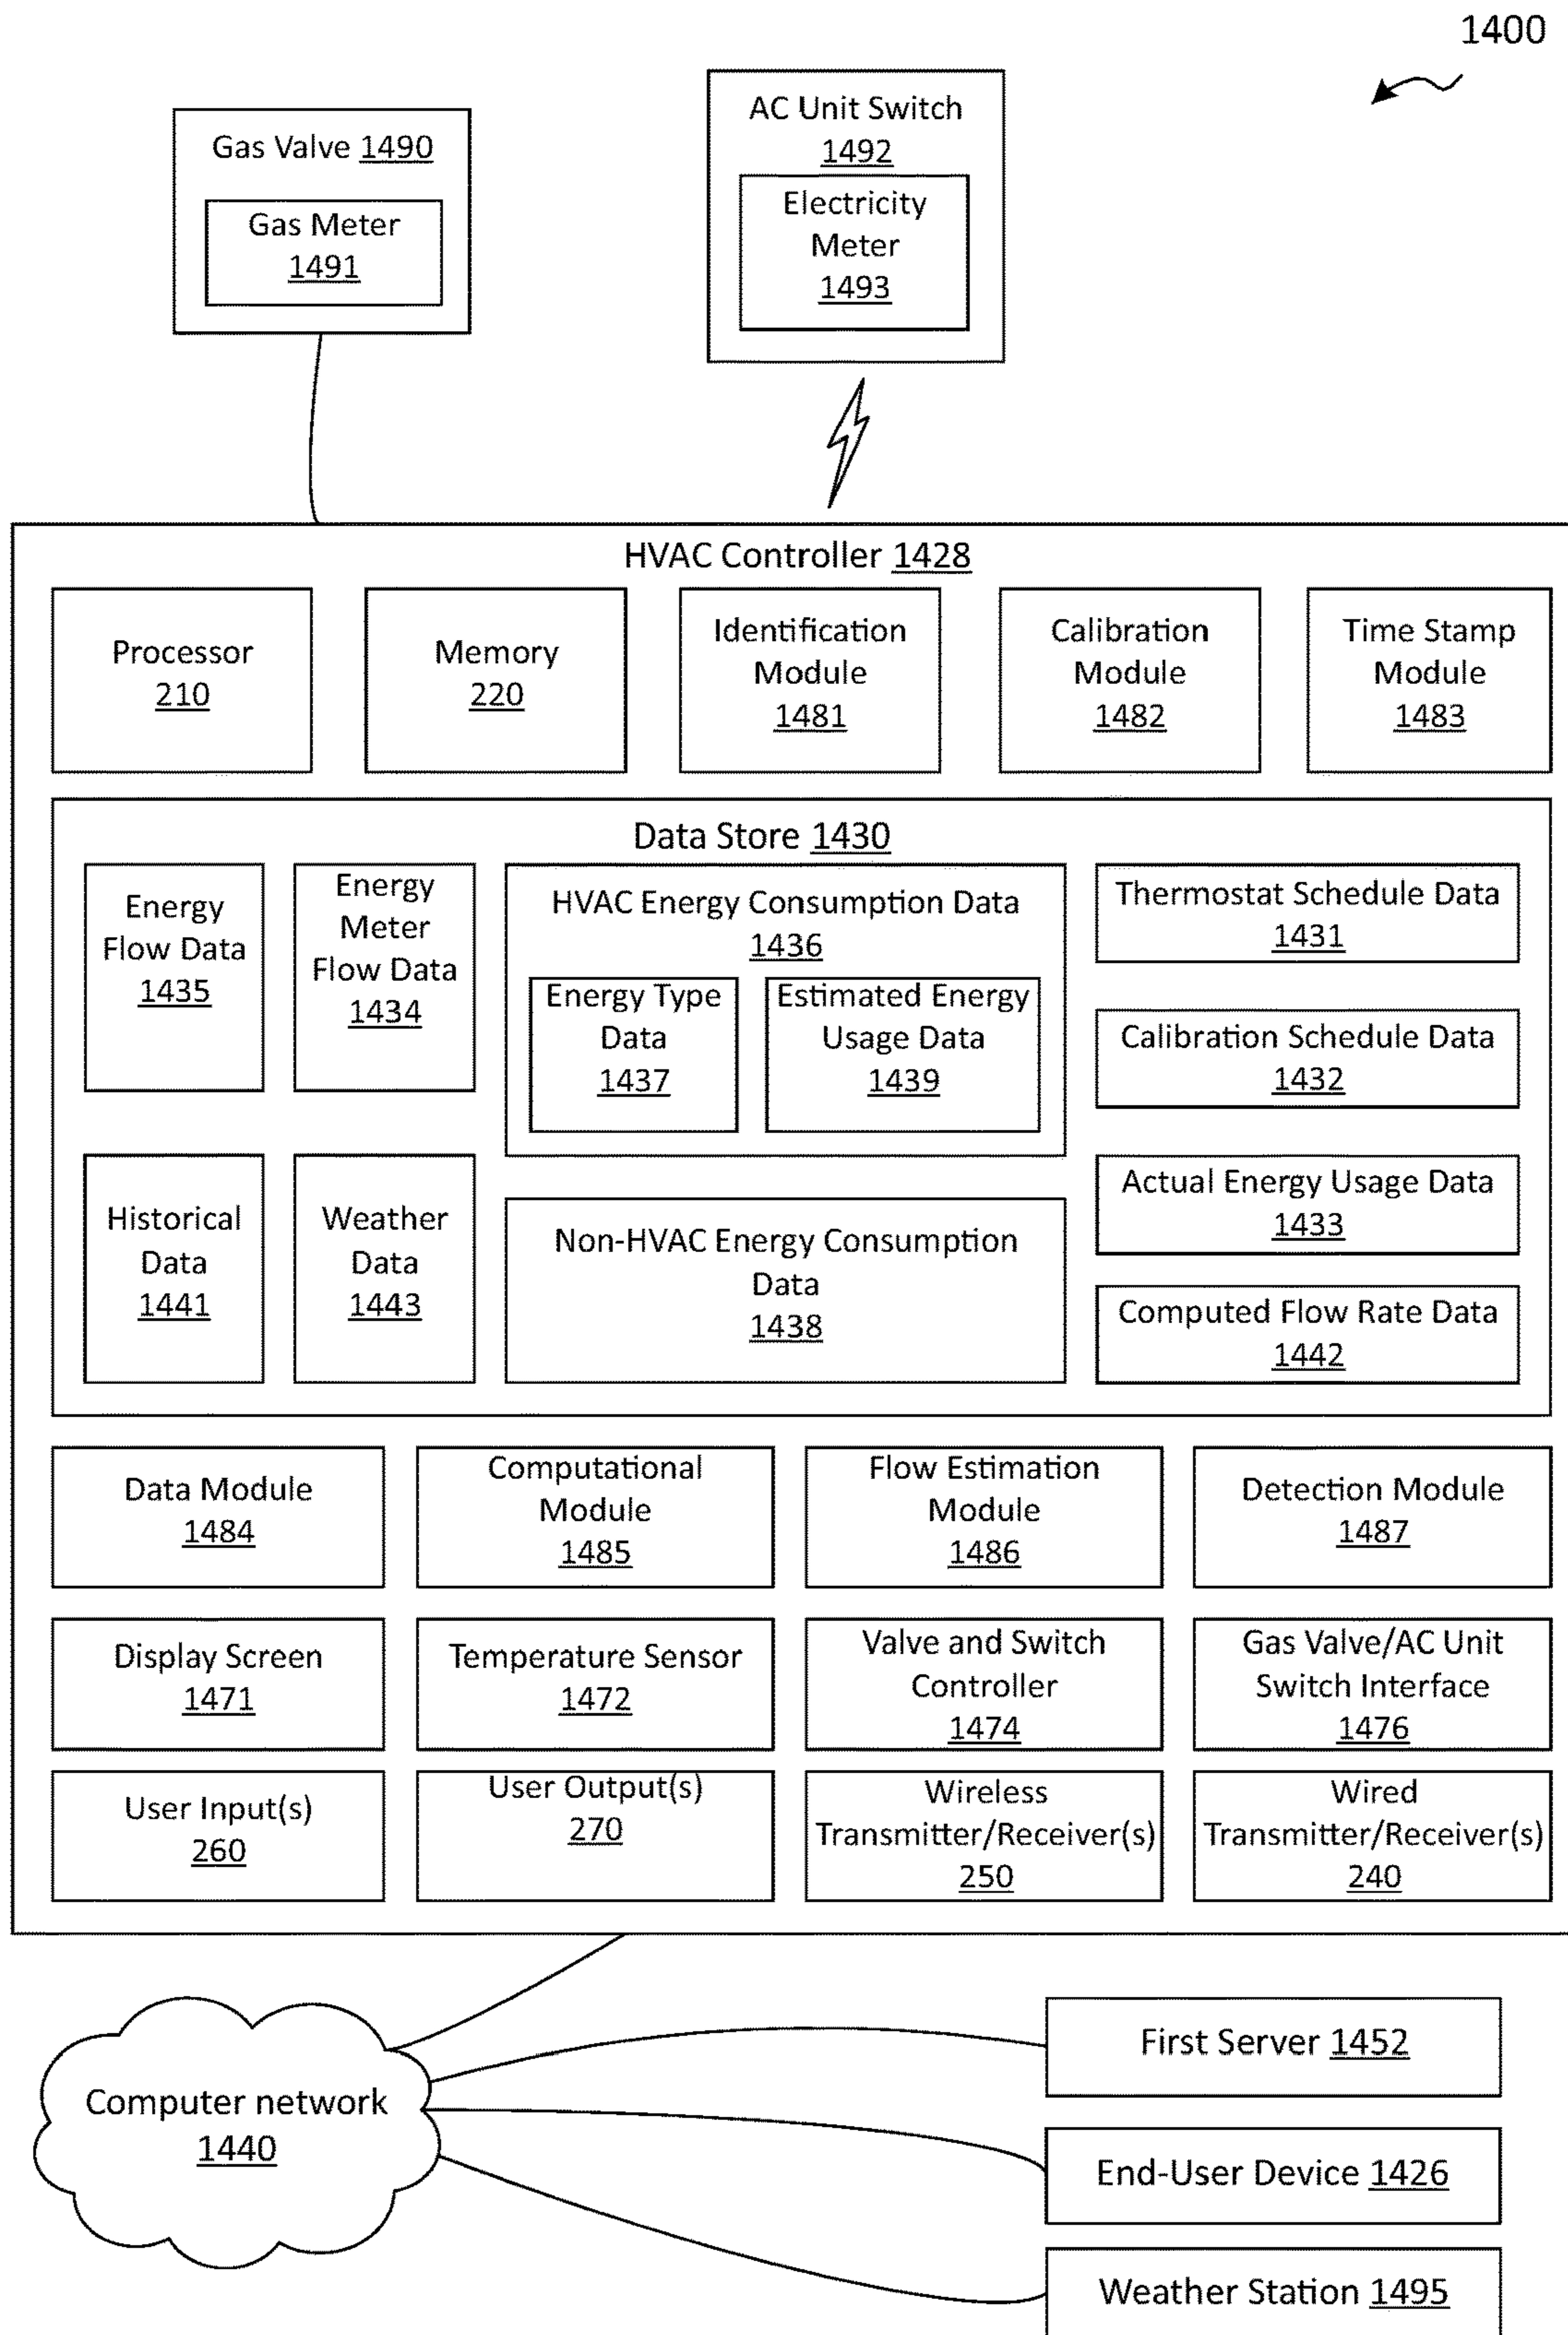 1400
Gas Valve 1490
Gas Meter
1491
AC Unit Switch
1492
Electricity
Meter
1493
HVAC Controller 1428
Processor
210
Memory
220
Identification
Module
1481
Calibration
Module
1482
Time Stamp
Module
1483
Data Store 1430
Energy
Flow Data
1435
Energy
Meter
Flow Data
1434
HVAC Energy Consumption Data
1436
Energy Type
Data
1437
Estimated Energy
Usage Data
1439
Thermostat Schedule Data
1431
Calibration Schedule Data
1432
Historical
Data
1441
Weather
Data
1443
Non-HVAC Energy Consumption
Data
1438
Actual Energy Usage Data
1433
Computed Flow Rate Data
1442
Data Module
1484
Computational
Module
1485
Flow Estimation
Module
1486
Detection Module
1487
Display Screen
1471
Temperature Sensor
1472
Valve and Switch
Controller
1474
Gas Valve/AC Unit
Switch Interface
1476
User Input(s)
260
User Output(s)
270
Wireless
Transmitter/Receiver(s)
250
Wired
Transmitter/Receiver(s)
240
Computer network
1440
First Server 1452
End-User Device 1426
Weather Station 1495